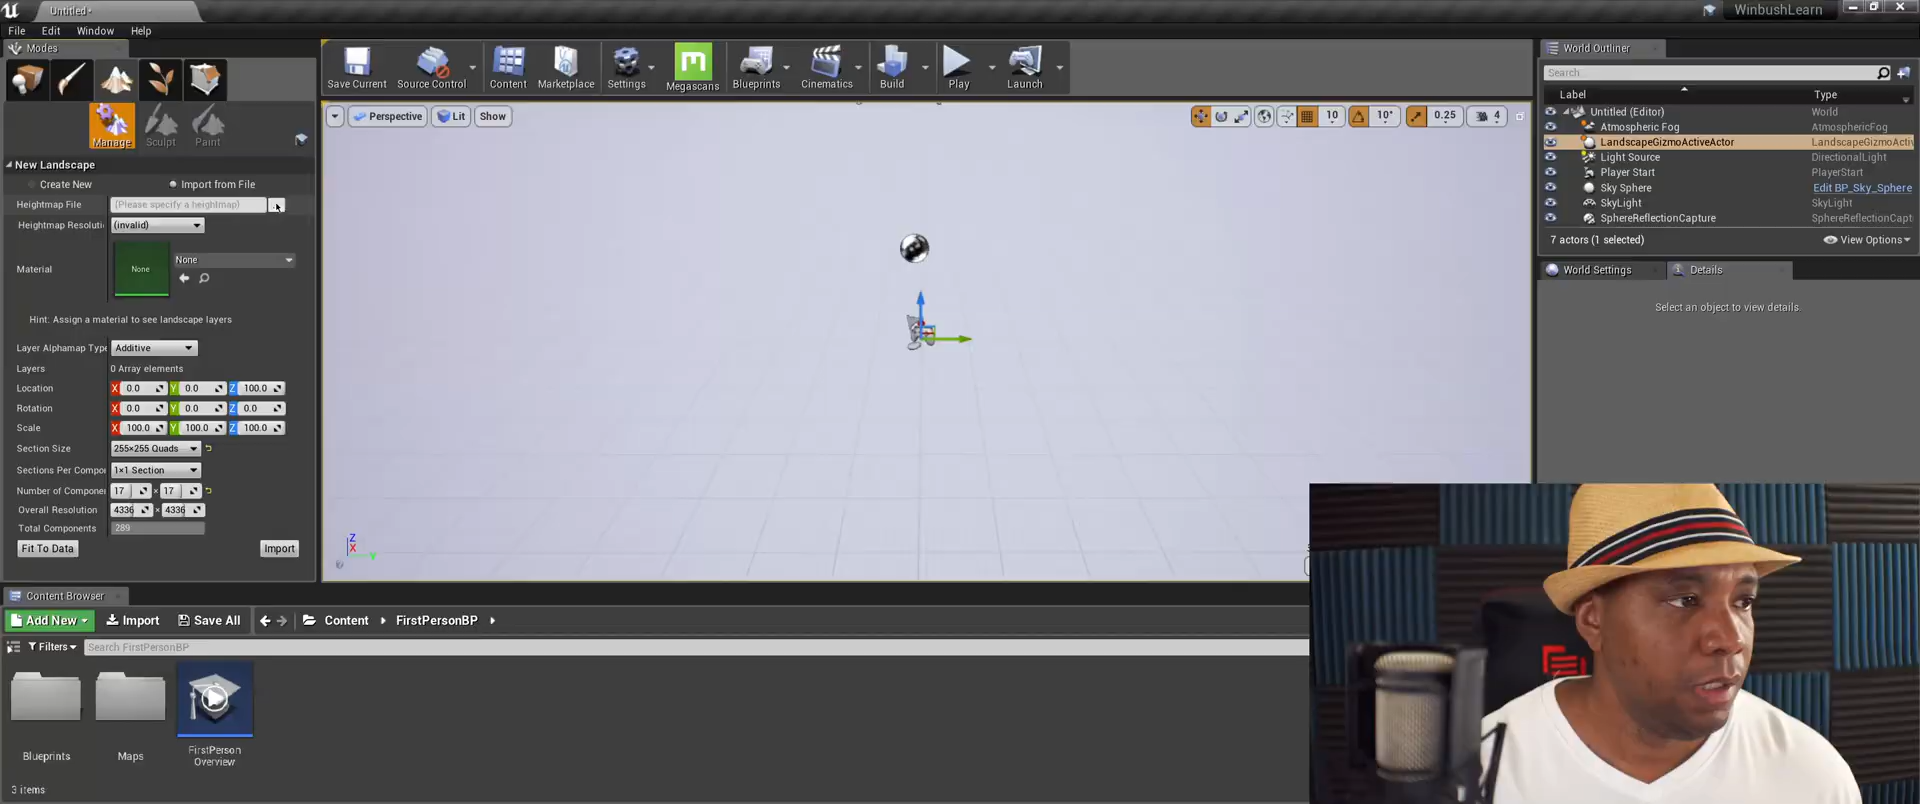 Untitled*
WinbushLearn
File Edit Window Help
Modes
Manage Sculpt Paint
New Landscape
Create New Import from File
Heightmap File (Please specify a heightmap) ...
Heightmap Resoluti (invalid)
Material None None
Hint: Assign a material to see landscape layers
Layer Alphamap Type Additive
Layers 0 Array elements
Location X 0.0 Y 0.0 Z 100.0
Rotation X 0.0 Y 0.0 Z 0.0
Scale X 100.0 Y 100.0 Z 100.0
Section Size 255×255 Quads
Sections Per Compo 1×1 Section
Number of Compone 17 × 17
Overall Resolution 4336 × 4336
Total Components 289
Fit To Data Import
Save Current Source Control Content Marketplace Settings Megascans Blueprints Cinematics Build Play Launch
Perspective Lit Show 10 10° 0.25 4
Z
X Y
World Outliner
Search
Label Type
Untitled (Editor) World
Atmospheric Fog AtmosphericFog
LandscapeGizmoActiveActor LandscapeGizmoActiv
Light Source DirectionalLight
Player Start PlayerStart
Sky Sphere Edit BP_Sky_Sphere
SkyLight SkyLight
SphereReflectionCapture SphereReflectionCapt
7 actors (1 selected) View Options
World Settings Details
Select an object to view details.
Content Browser
Add New Import Save All Content FirstPersonBP
Filters Search FirstPersonBP
Blueprints Maps FirstPerson
Overview
3 items